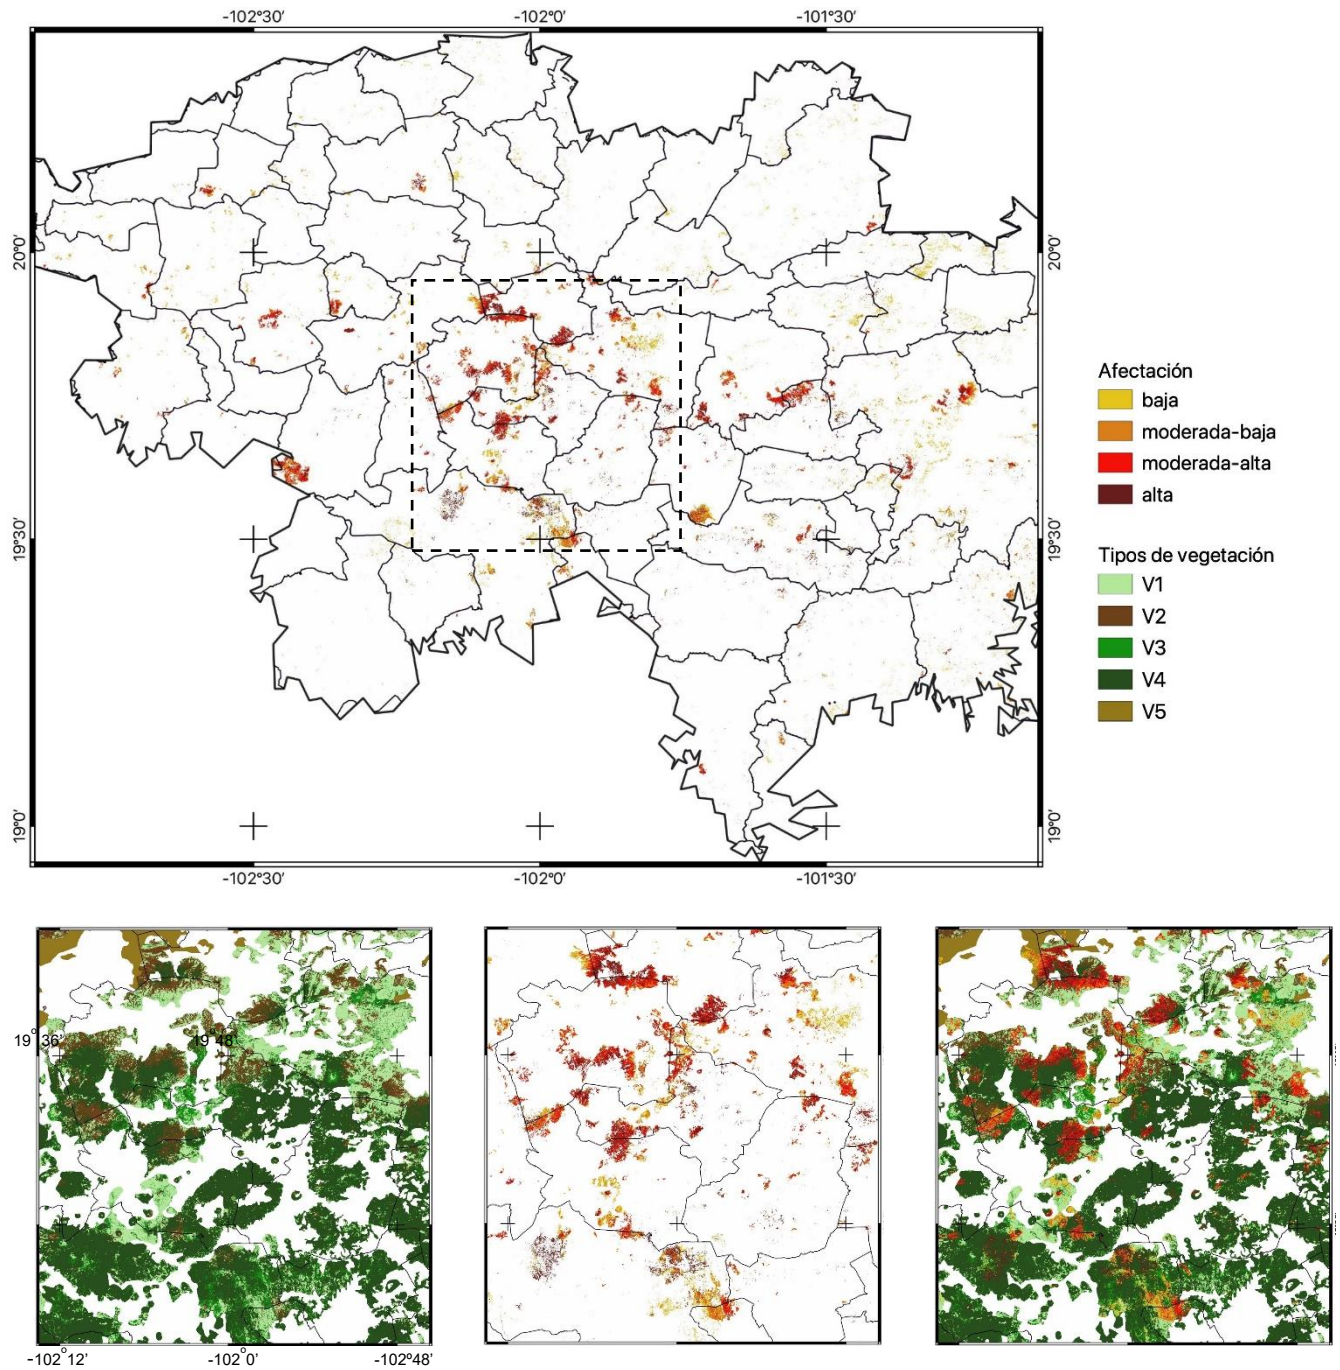 -102°30' -102°0' -101°30'
20°0' 20°0'
19°30' 19°30'
19°0' 19°0'
-102°30' -102°0' -101°30'
Afectación
baja
moderada-baja
moderada-alta
alta
Tipos de vegetación
V1
V2
V3
V4
V5
19°36' 19°48'
-102°12' -102°0' -102°48'